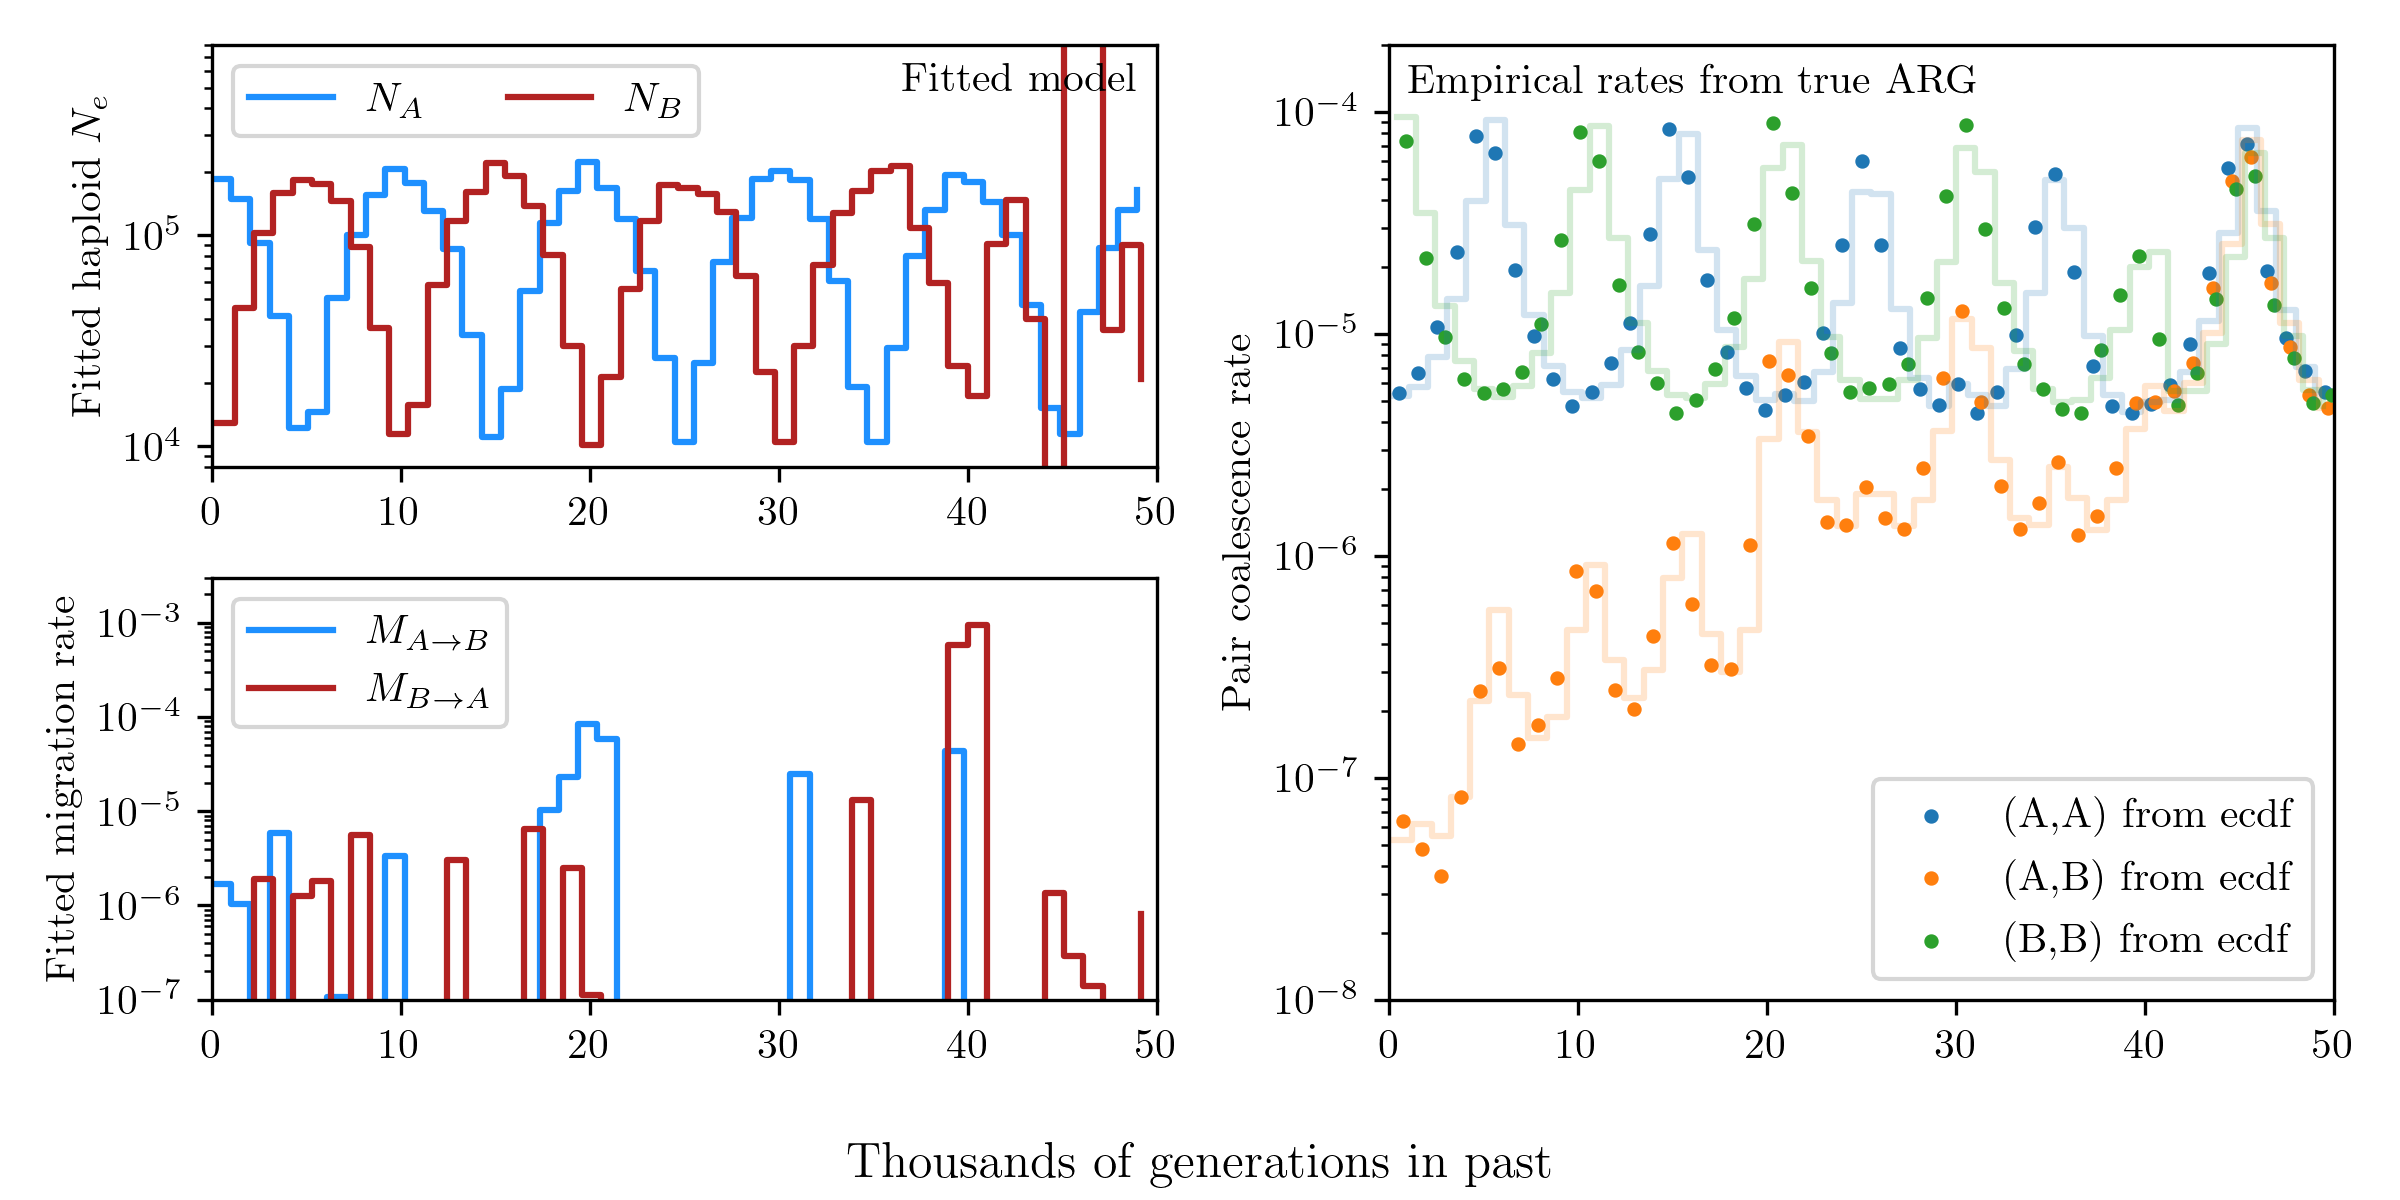 Fitted haploid N_e
N_A N_B
Fitted model
10^5
10^4
0 10 20 30 40 50
Fitted migration rate
M_{A→B}
M_{B→A}
10^{-3}
10^{-4}
10^{-5}
10^{-6}
10^{-7}
0 10 20 30 40 50
Pair coalescence rate
Empirical rates from true ARG
10^{-4}
10^{-5}
10^{-6}
10^{-7}
10^{-8}
(A,A) from ecdf
(A,B) from ecdf
(B,B) from ecdf
0 10 20 30 40 50
Thousands of generations in past